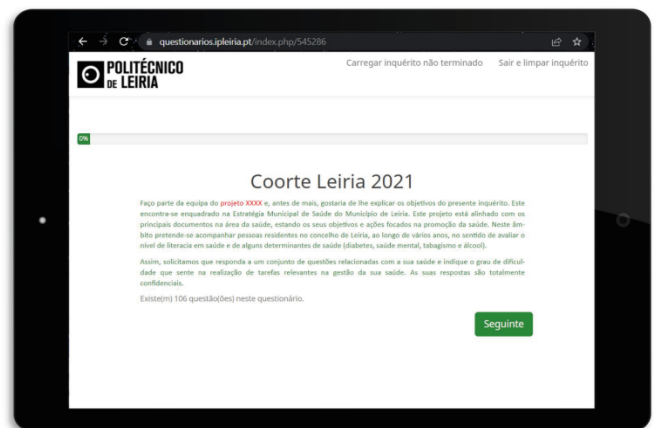 questionarios.ipleiria.pt/index.php/545286
POLITÉCNICO
DE LEIRIA
Carregar inquérito não terminado Sair e limpar inquérito
0%
Coorte Leiria 2021
Faço parte da equipa do projeto XXXX e, antes de mais, gostaria de lhe explicar os objetivos do presente inquérito. Este
encontra-se enquadrado na Estratégia Municipal de Saúde do Município de Leiria. Este projeto está alinhado com os
principais documentos na área da saúde, estando os seus objetivos e ações focados na promoção da saúde. Neste âm-
bito pretende-se acompanhar pessoas residentes no concelho de Leiria, ao longo de vários anos, no sentido de avaliar o
nível de literacia em saúde e de alguns determinantes de saúde (diabetes, saúde mental, tabagismo e álcool).
Assim, solicitamos que responda a um conjunto de questões relacionadas com a sua saúde e indique o grau de dificul-
dade que sente na realização de tarefas relevantes na gestão da sua saúde. As suas respostas são totalmente
confidenciais.
Existe(m) 106 questão(ões) neste questionário.
Seguinte